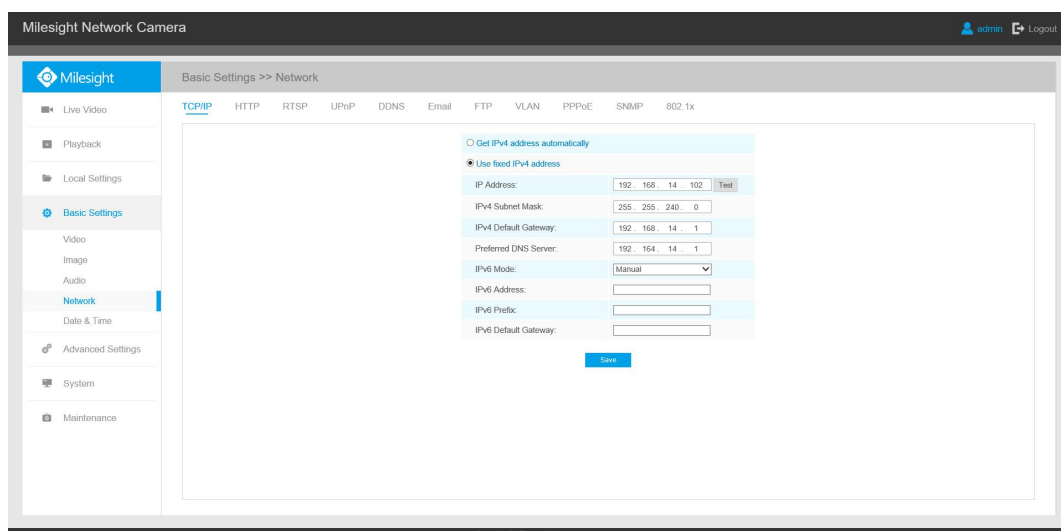 Milesight Network Camera
admin Logout
Milesight
Basic Settings >> Network
Live Video
Playback
Local Settings
Basic Settings
Video
Image
Audio
Network
Date & Time
Advanced Settings
System
Maintenance
TCP/IP HTTP RTSP UPnP DDNS Email FTP VLAN PPPoE SNMP 802.1x
Get IPv4 address automatically
Use fixed IPv4 address
IP Address: 192. 168. 14 . 102 Test
IPv4 Subnet Mask: 255. 255. 240. 0
IPv4 Default Gateway: 192. 168. 14 . 1
Preferred DNS Server: 192. 164. 14 . 1
IPv6 Mode: Manual
IPv6 Address:
IPv6 Prefix:
IPv6 Default Gateway:
Save